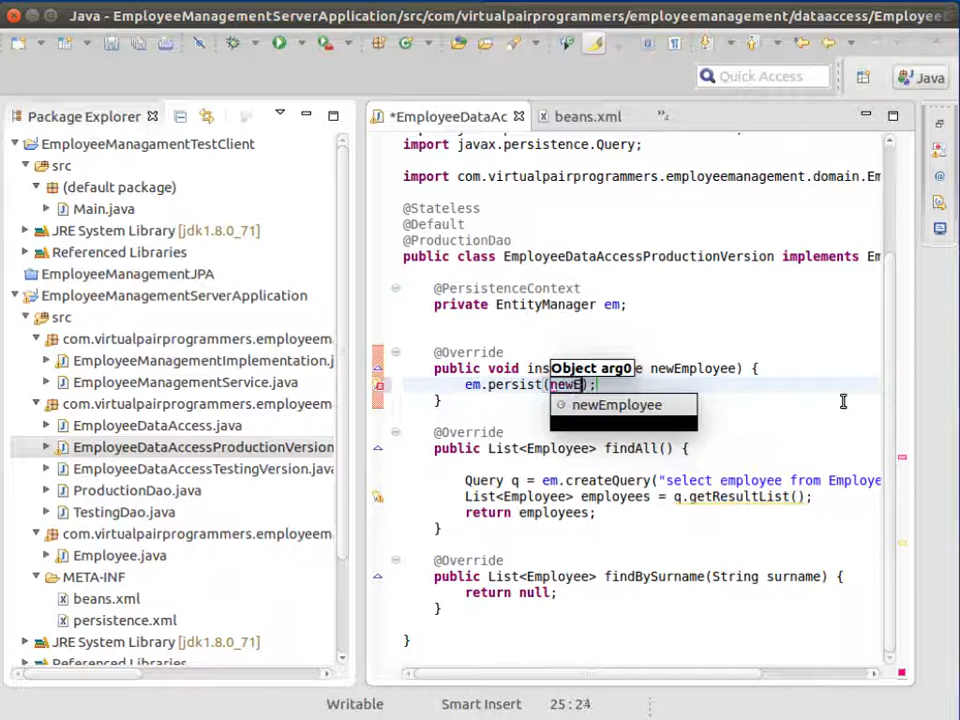 Java - EmployeeManagementServerApplication/src/com/virtualpairprogrammers/employeemanagement/dataaccess/Employee
Quick Access
Java
Package Explorer
*EmployeeDataAc
beans.xml
EmployeeManagamentTestClient
src
(default package)
Main.java
JRE System Library [jdk1.8.0_71]
Referenced Libraries
EmployeeManagementJPA
EmployeeManagementServerApplication
src
com.virtualpairprogrammers.employeem
EmployeeManagementImplementation.j
EmployeeManagementService.java
com.virtualpairprogrammers.employeem
EmployeeDataAccess.java
EmployeeDataAccessProductionVersion
EmployeeDataAccessTestingVersion.java
ProductionDao.java
TestingDao.java
com.virtualpairprogrammers.employeem
Employee.java
META-INF
beans.xml
persistence.xml
JRE System Library [jdk1.8.0_71]
Referenced Libraries
import javax.persistence.Query;
import com.virtualpairprogrammers.employeemanagement.domain.Em
@Stateless
@Default
@ProductionDao
public class EmployeeDataAccessProductionVersion implements Em
@PersistenceContext
private EntityManager em;
@Override
public void ins Object arg0 e newEmployee) {
em.persist(newE);
newEmployee
}
@Override
public List<Employee> findAll() {
Query q = em.createQuery("select employee from Employe
List<Employee> employees = q.getResultList();
return employees;
}
@Override
public List<Employee> findBySurname(String surname) {
return null;
}
}
Writable
Smart Insert
25:24